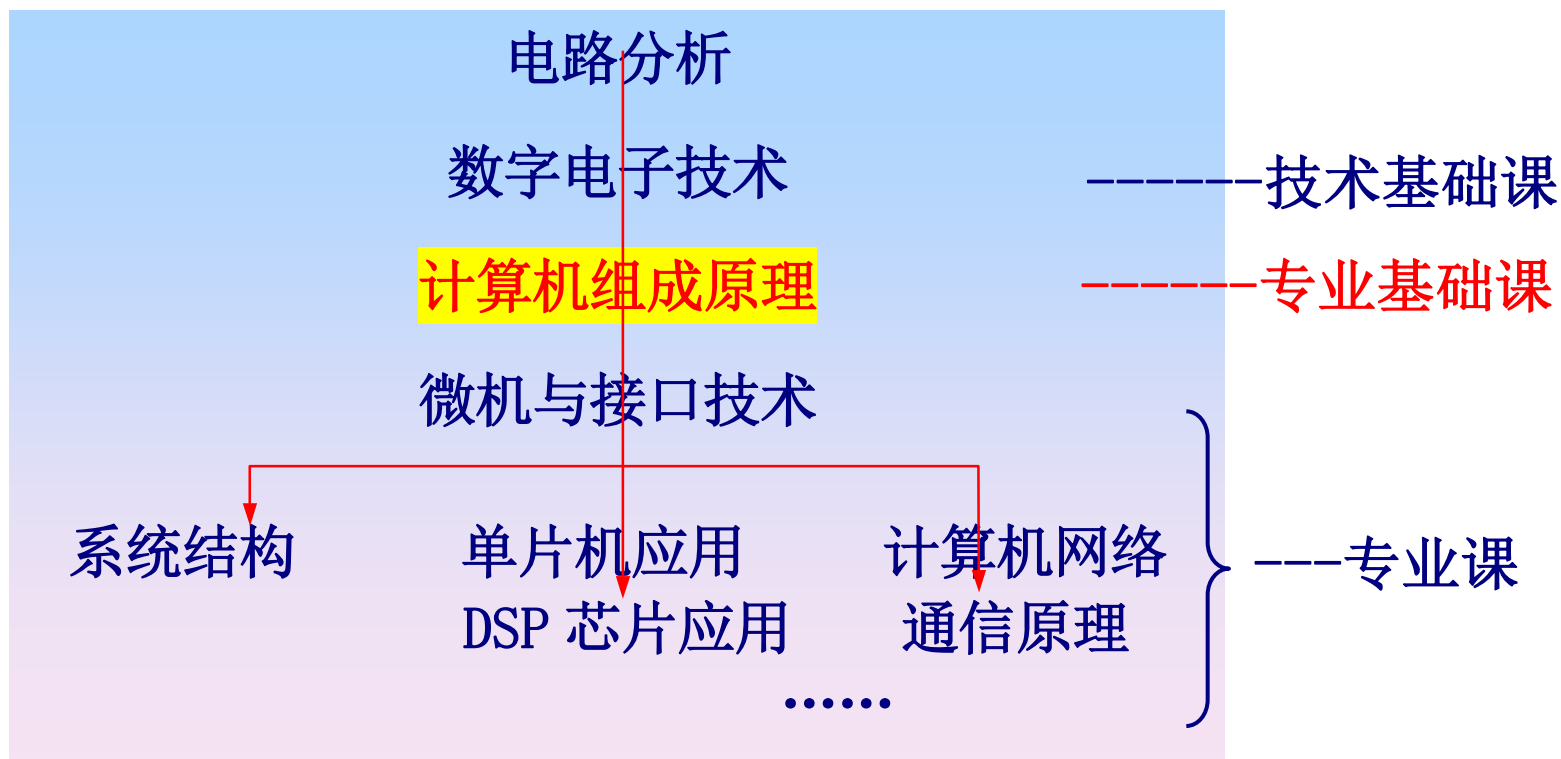 电路分析
数字电子技术 ------技术基础课
计算机组成原理 ------专业基础课
微机与接口技术
系统结构 单片机应用 计算机网络 ---专业课
DSP 芯片应用 通信原理
······